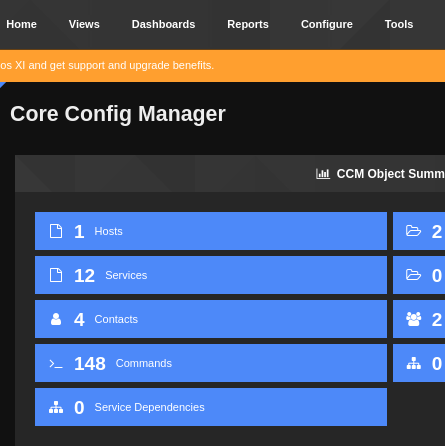 Home Views Dashboards Reports Configure Tools
os XI and get support and upgrade benefits.
Core Config Manager
CCM Object Summ
1 Hosts 2
12 Services 0
4 Contacts 2
148 Commands 0
0 Service Dependencies